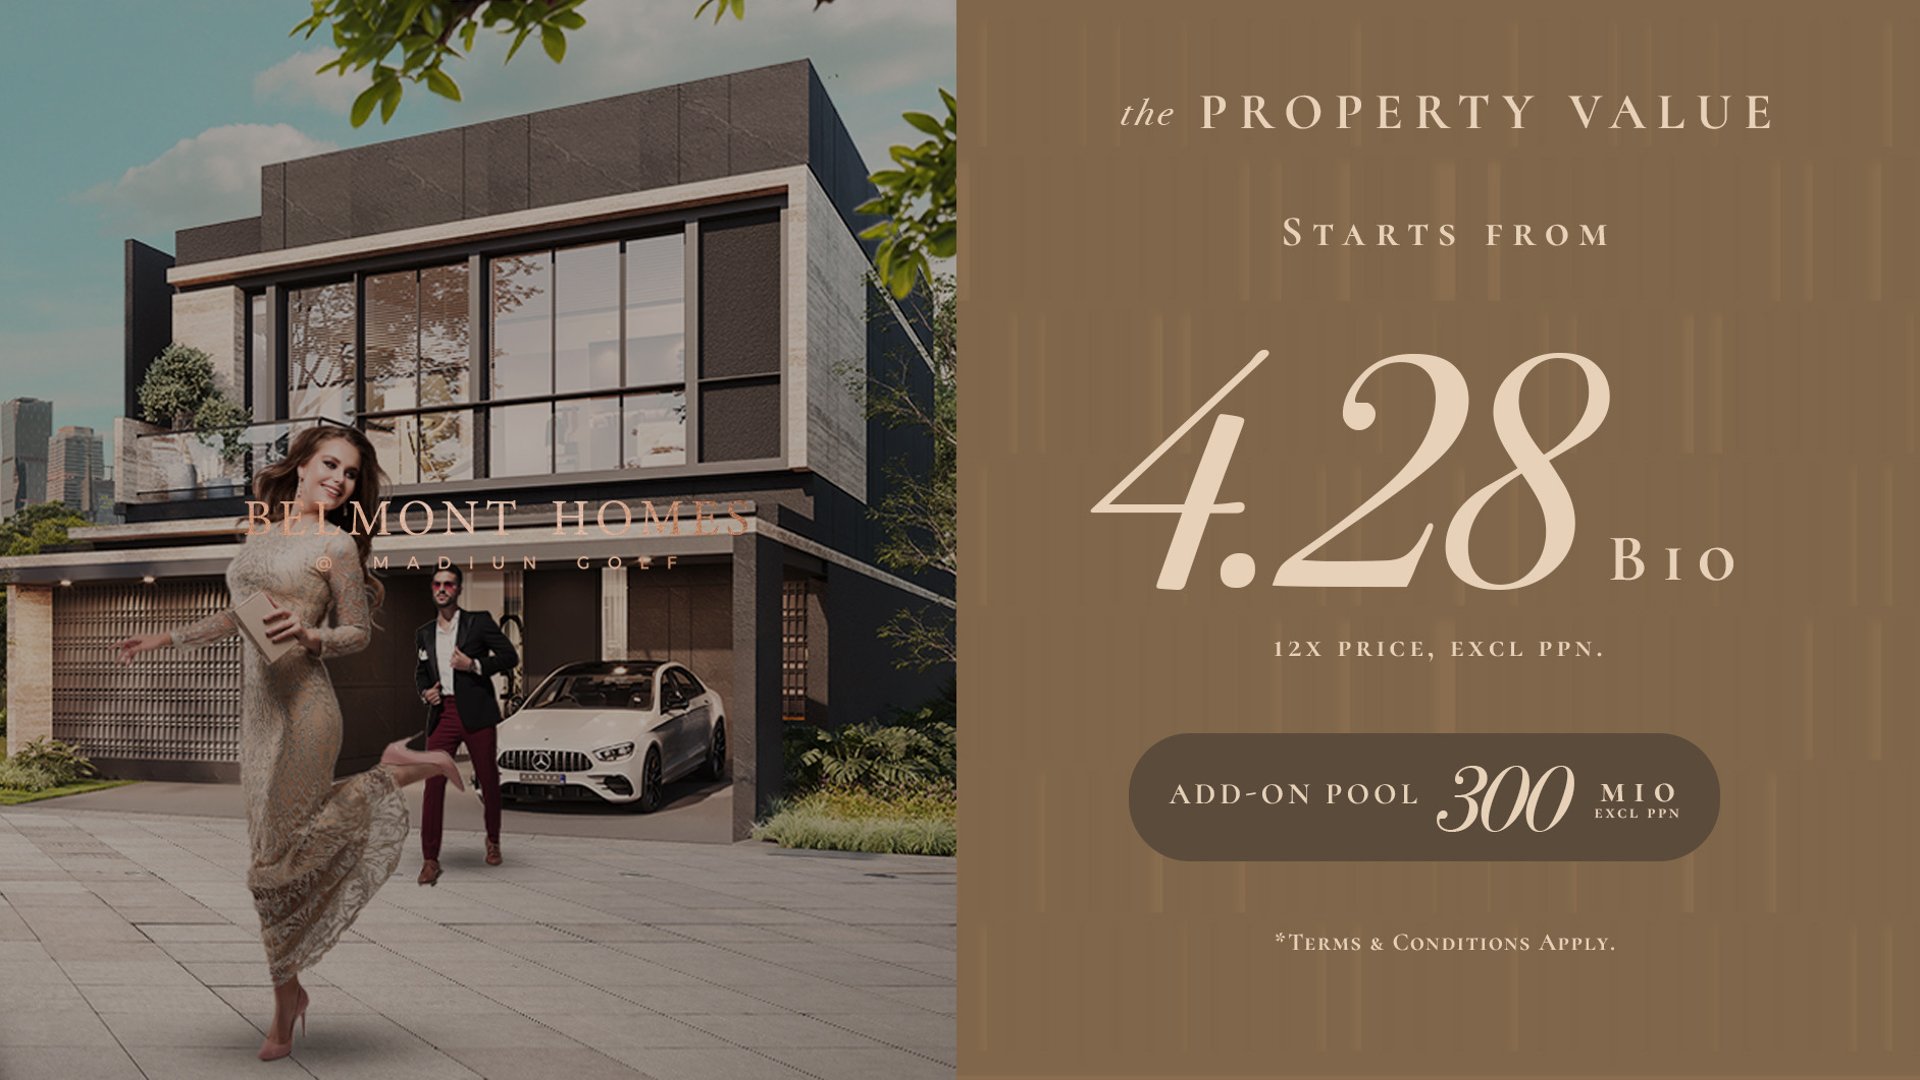 BELMONT HOMES
@ MADIUN GOLF
the PROPERTY VALUE
STARTS FROM
4.28 BIO
12X PRICE, EXCL PPN.
ADD-ON POOL 300 MIO
EXCL PPN
*TERMS & CONDITIONS APPLY.